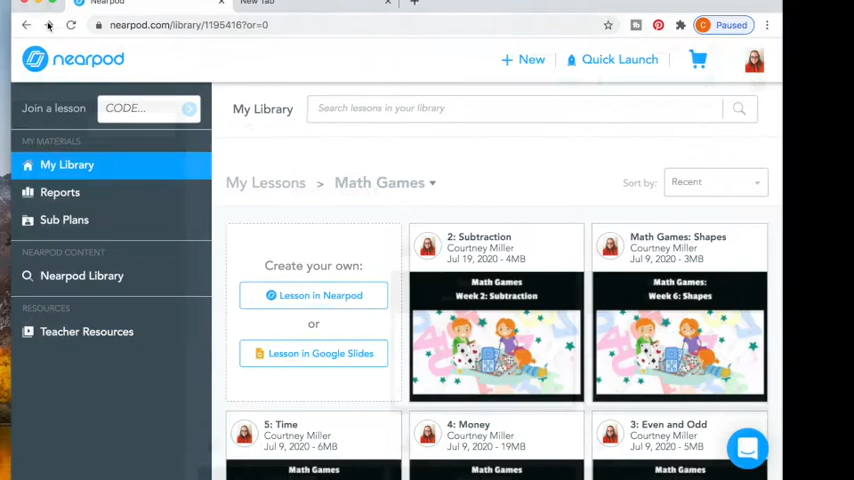 Nearpod
New Tab
nearpod.com/library/1195416?or=0
C Paused
nearpod
+ New
Quick Launch
Join a lesson
CODE...
My Library
Search lessons in your library
MY MATERIALS
My Library
Reports
Sub Plans
NEARPOD CONTENT
Nearpod Library
RESOURCES
Teacher Resources
My Lessons > Math Games
Sort by:
Recent
Create your own:
Lesson in Nearpod
or
Lesson in Google Slides
2: Subtraction
Courtney Miller
Jul 19, 2020 - 4MB
Math Games
Week 2: Subtraction
Math Games: Shapes
Courtney Miller
Jul 9, 2020 - 3MB
Math Games:
Week 6: Shapes
5: Time
Courtney Miller
Jul 9, 2020 - 6MB
Math Games
4: Money
Courtney Miller
Jul 9, 2020 - 19MB
Math Games
3: Even and Odd
Courtney Miller
Jul 9, 2020 - 5MB
Math Games